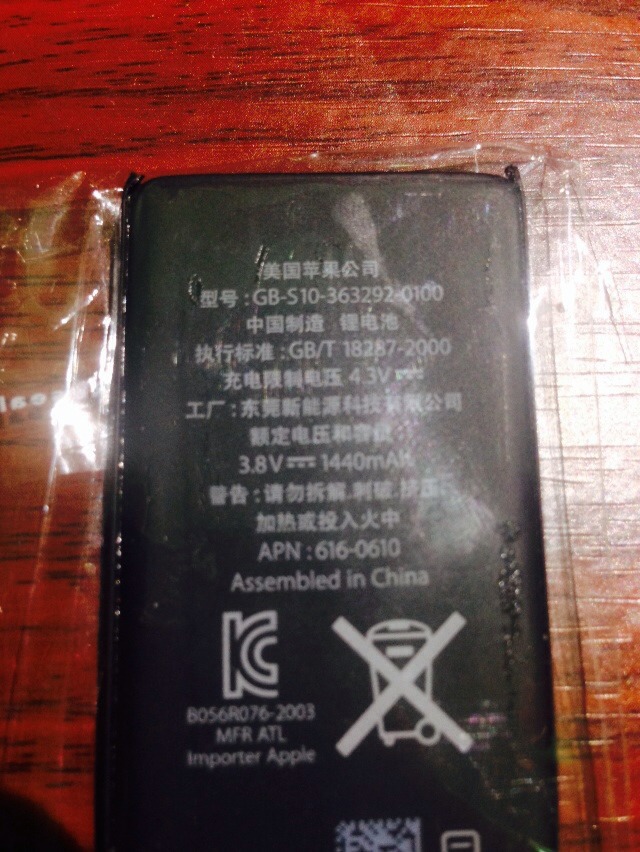 美国苹果公司
型号:GB-S10-363292-0100
中国制造 锂电池
执行标准:GB/T 18287-2000
充电限制电压 4.3V
工厂:东莞新能源科技有限公司
额定电压和容量:
3.8V 1440mAh
警告:请勿拆解.刺破.挤压.
加热或投入火中
APN:616-0610
Assembled in China
B056R076-2003
MFR ATL
Importer Apple